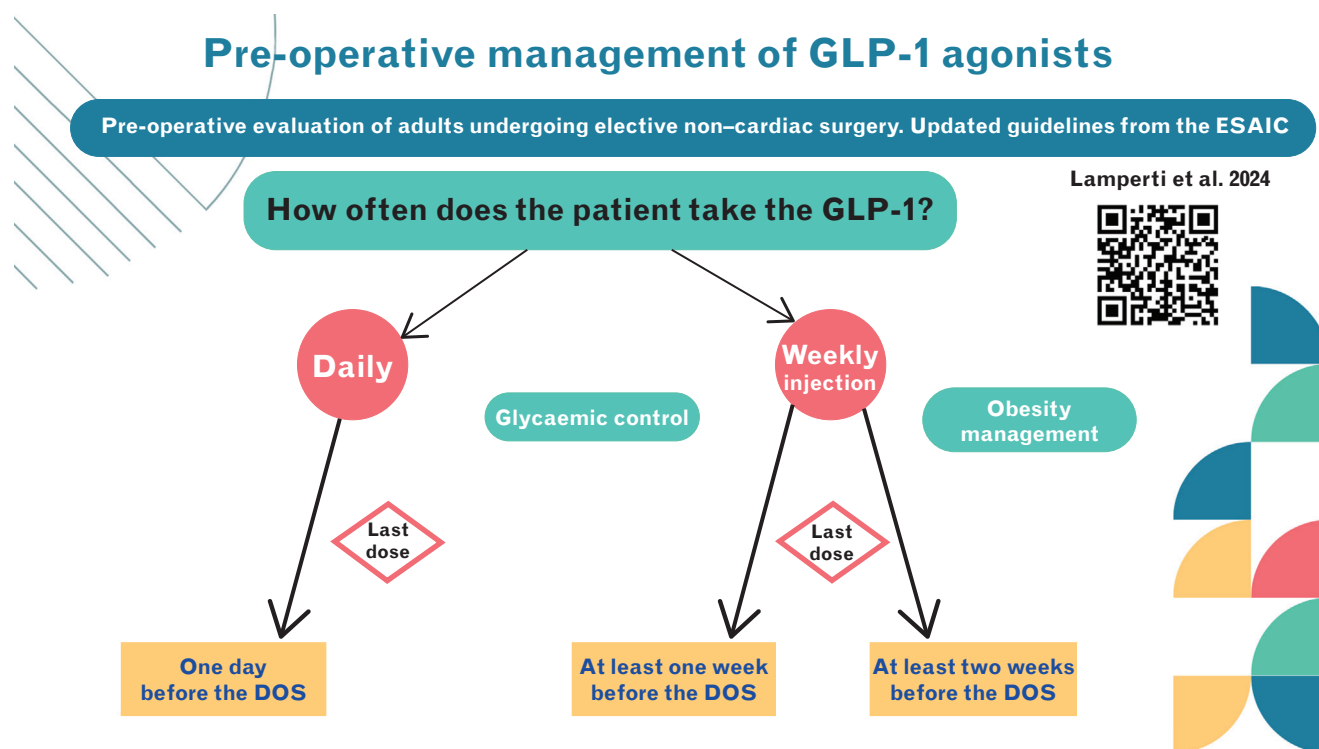 Pre-operative management of GLP-1 agonists
Pre-operative evaluation of adults undergoing elective non–cardiac surgery. Updated guidelines from the ESAIC
Lamperti et al. 2024
How often does the patient take the GLP-1?
Daily
Weekly
injection
Glycaemic control
Obesity
management
Last
dose
Last
dose
One day
before the DOS
At least one week
before the DOS
At least two weeks
before the DOS